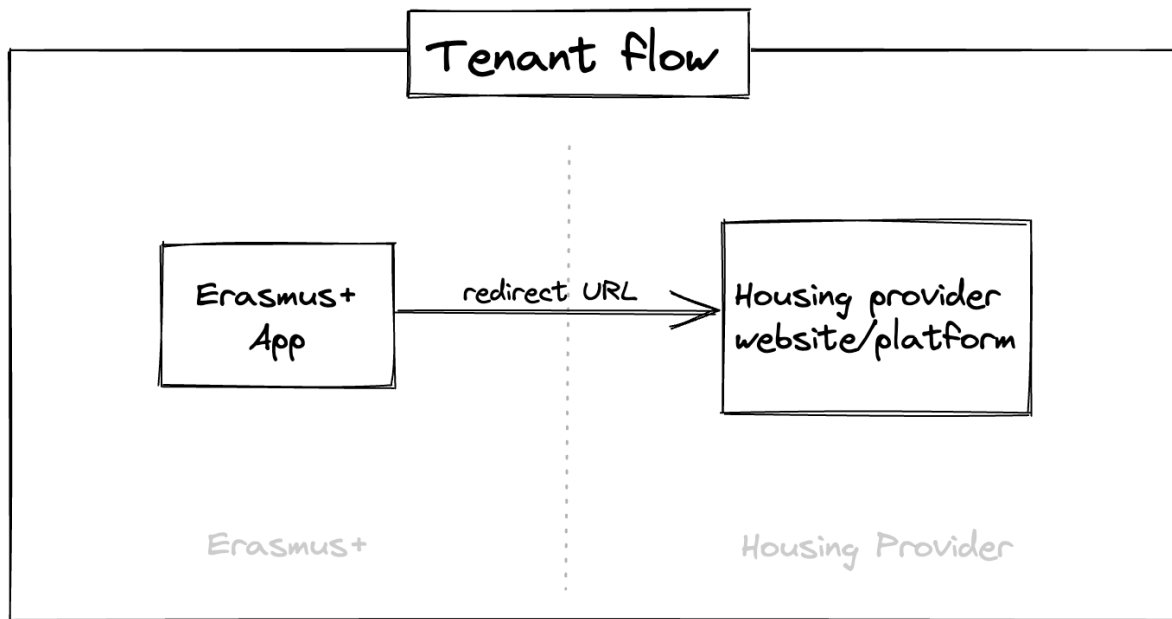 Tenant flow
Erasmus+
App
redirect URL
Housing provider
website/platform
Erasmus+
Housing Provider